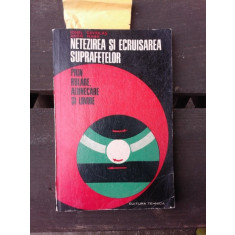 NETEZIREA ȘI ECRUISAREA
SUPRAFEȚELOR
PRIN
RULARE,
ALUNECARE
ȘI LOVIRE
EDITURA TEHNICĂ